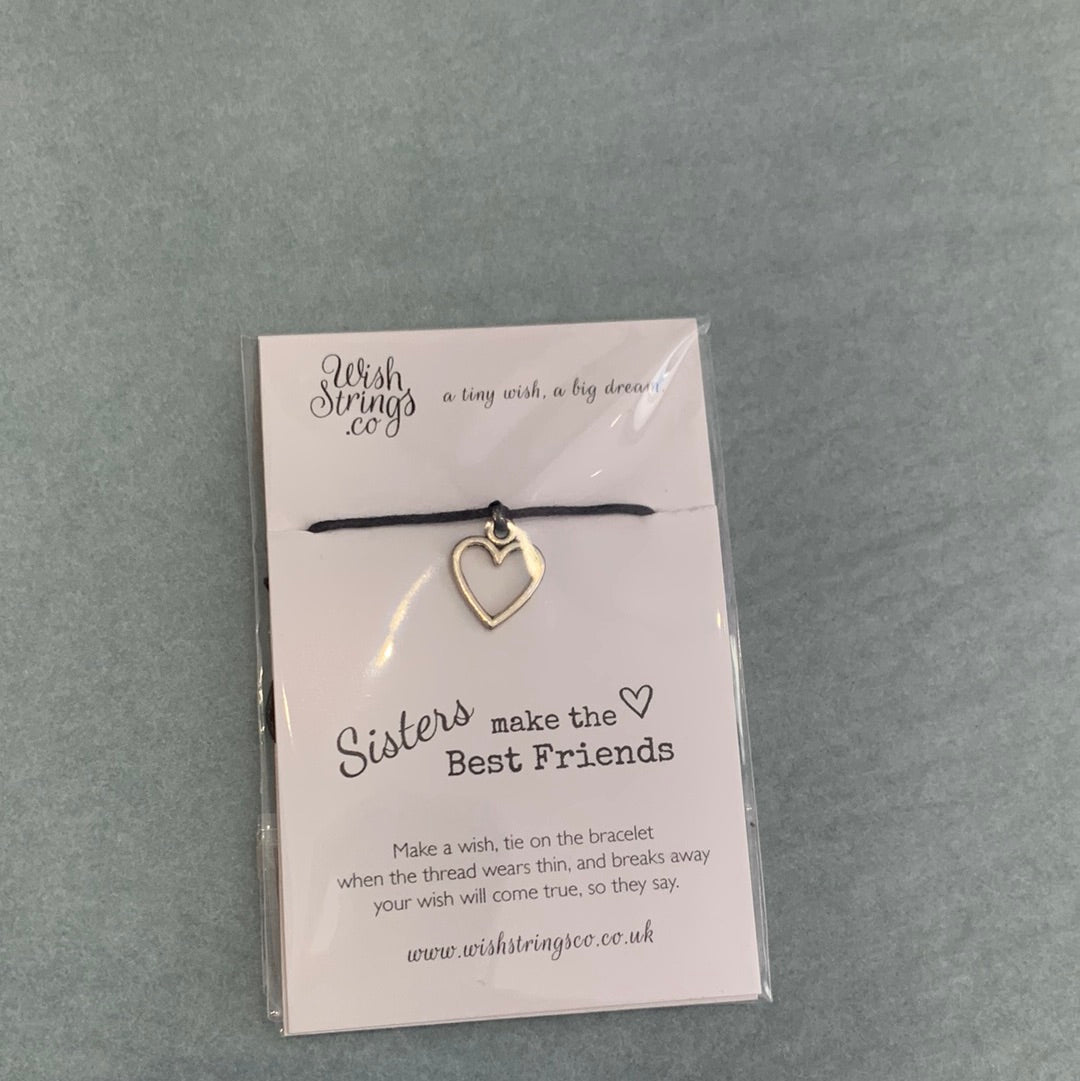 Wish
Strings
.co
a tiny wish, a big dream
Sisters make the
Best Friends
Make a wish, tie on the bracelet
when the thread wears thin, and breaks away
your wish will come true, so they say.
www.wishstringsco.co.uk